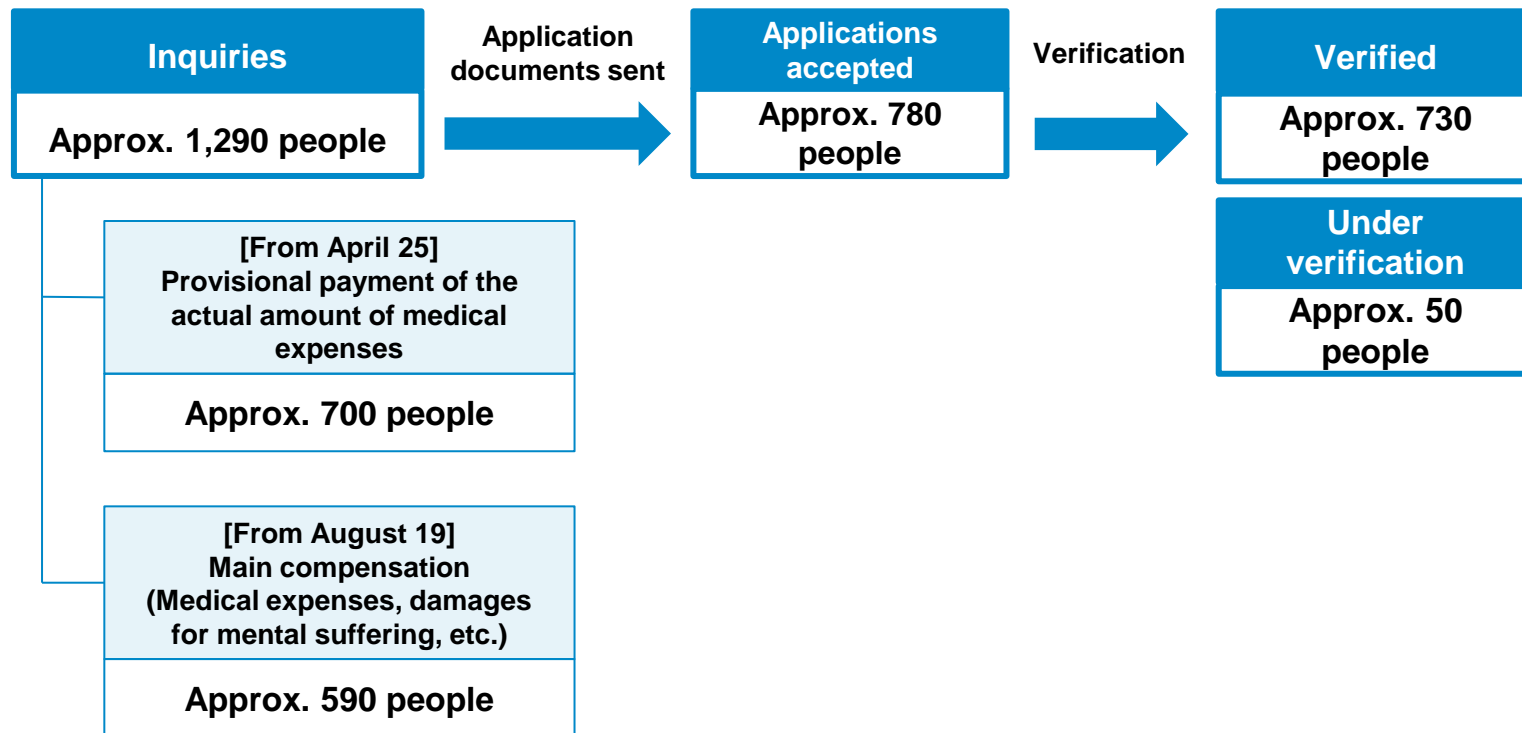 Inquiries
Approx. 1,290 people
Application
documents sent
Applications
accepted
Approx. 780
people
Verification
Verified
Approx. 730
people
Under
verification
Approx. 50
people
[From April 25]
Provisional payment of the
actual amount of medical
expenses
Approx. 700 people
[From August 19]
Main compensation
(Medical expenses, damages
for mental suffering, etc.)
Approx. 590 people